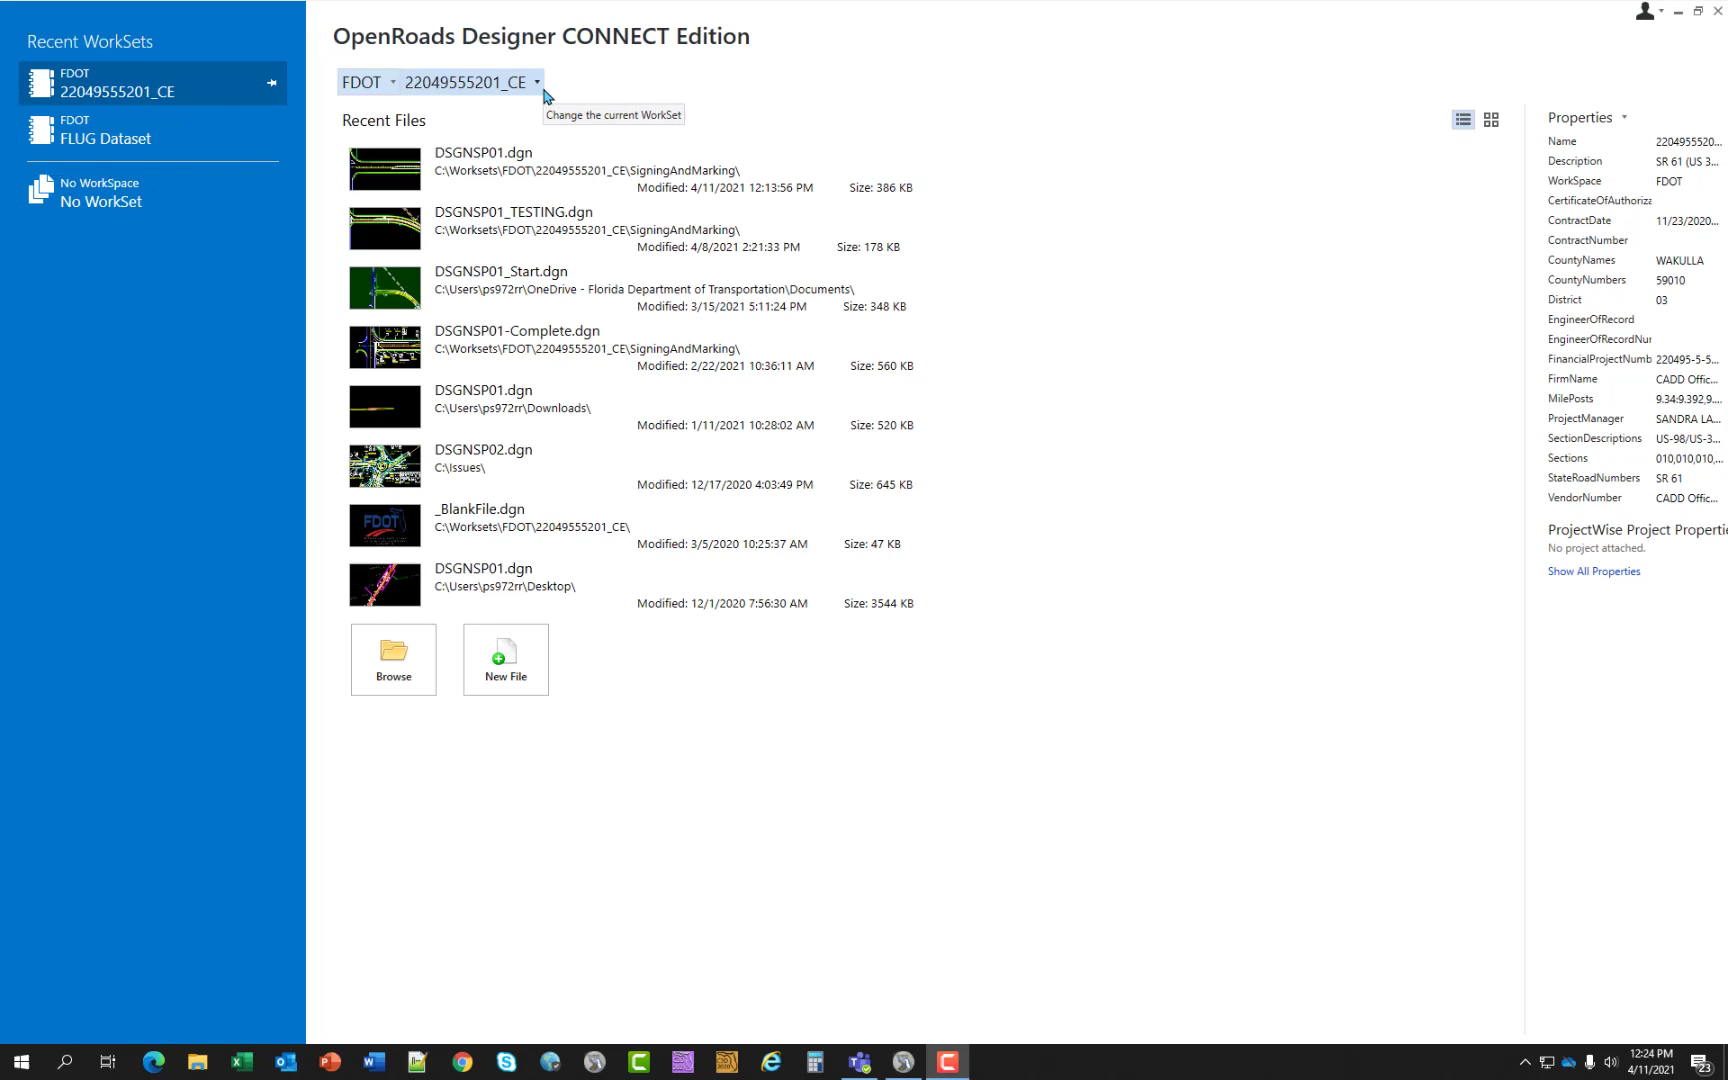 Recent WorkSets
FDOT
22049555201_CE
FDOT
FLUG Dataset
No WorkSpace
No WorkSet
OpenRoads Designer CONNECT Edition
FDOT 22049555201_CE
Change the current WorkSet
Recent Files
DSGNSP01.dgn
C:\Worksets\FDOT\22049555201_CE\SigningAndMarking\
Modified: 4/11/2021 12:13:56 PM Size: 386 KB
DSGNSP01_TESTING.dgn
C:\Worksets\FDOT\22049555201_CE\SigningAndMarking\
Modified: 4/8/2021 2:21:33 PM Size: 178 KB
DSGNSP01_Start.dgn
C:\Users\ps972rr\OneDrive - Florida Department of Transportation\Documents\
Modified: 3/15/2021 5:11:24 PM Size: 348 KB
DSGNSP01-Complete.dgn
C:\Worksets\FDOT\22049555201_CE\SigningAndMarking\
Modified: 2/22/2021 10:36:11 AM Size: 560 KB
DSGNSP01.dgn
C:\Users\ps972rr\Downloads\
Modified: 1/11/2021 10:28:02 AM Size: 520 KB
DSGNSP02.dgn
C:\Issues\
Modified: 12/17/2020 4:03:49 PM Size: 645 KB
FDOT
_BlankFile.dgn
C:\Worksets\FDOT\22049555201_CE\
Modified: 3/5/2020 10:25:37 AM Size: 47 KB
DSGNSP01.dgn
C:\Users\ps972rr\Desktop\
Modified: 12/1/2020 7:56:30 AM Size: 3544 KB
Browse
New File
Properties
Name 2204955520...
Description SR 61 (US 3...
WorkSpace FDOT
CertificateOfAuthoriza
ContractDate 11/23/2020...
ContractNumber
CountyNames WAKULLA
CountyNumbers 59010
District 03
EngineerOfRecord
EngineerOfRecordNur
FinancialProjectNumb 220495-5-5...
FirmName CADD Offic...
MilePosts 9.34:9.392,9....
ProjectManager SANDRA LA...
SectionDescriptions US-98/US-3...
Sections 010,010,010,...
StateRoadNumbers SR 61
VendorNumber CADD Offic...
ProjectWise Project Propertie
No project attached.
Show All Properties
12:24 PM
4/11/2021
23